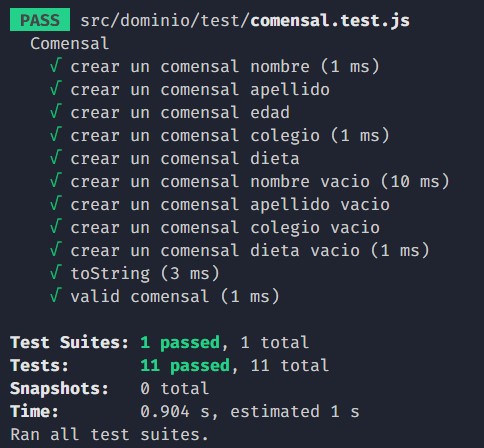 PASS src/dominio/test/comensal.test.js
Comensal
√ crear un comensal nombre (1 ms)
√ crear un comensal apellido
√ crear un comensal edad
√ crear un comensal colegio (1 ms)
√ crear un comensal dieta
√ crear un comensal nombre vacio (10 ms)
√ crear un comensal apellido vacio
√ crear un comensal colegio vacio
√ crear un comensal dieta vacio (1 ms)
√ toString (3 ms)
√ valid comensal (1 ms)
Test Suites: 1 passed, 1 total
Tests: 11 passed, 11 total
Snapshots: 0 total
Time: 0.904 s, estimated 1 s
Ran all test suites.